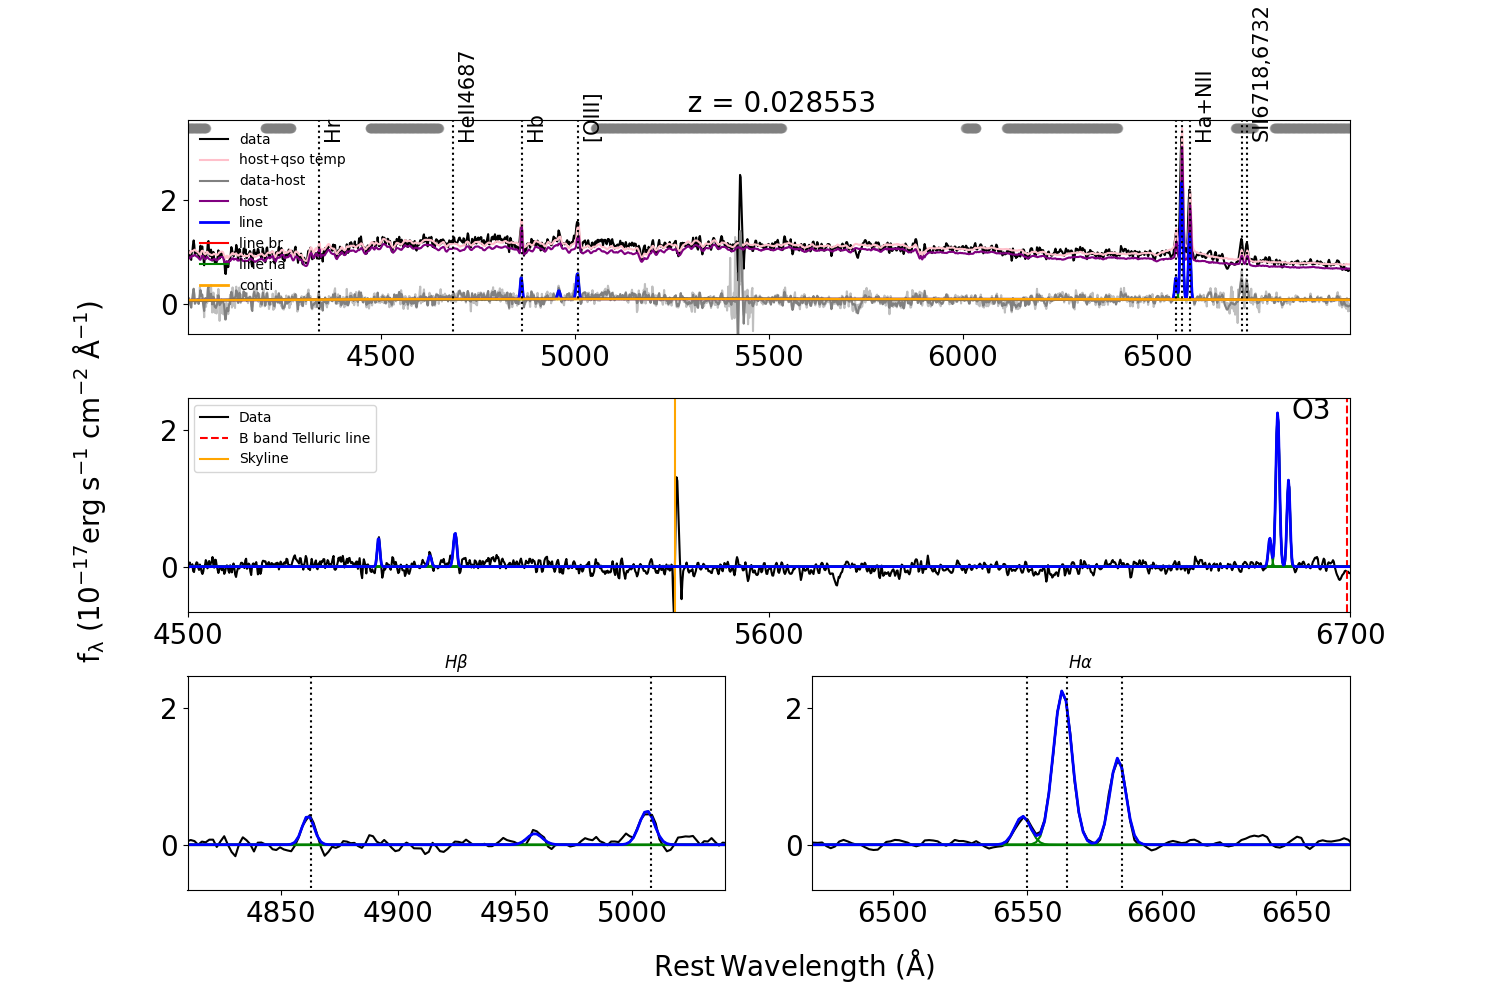 z = 0.028553
Hr
HeII4687
Hb
[OIII]
Ha+NII
SII6718,6732
data
host+qso temp
data-host
host
line
line br
line na
conti
2
0
4500 5000 5500 6000 6500
Data
B band Telluric line
Skyline
O3
2
0
4500 5600 6700
fλ (10⁻¹⁷erg s⁻¹ cm⁻² Å⁻¹)
Hβ
2
0
4850 4900 4950 5000
Hα
2
0
6500 6550 6600 6650
Rest Wavelength (Å)